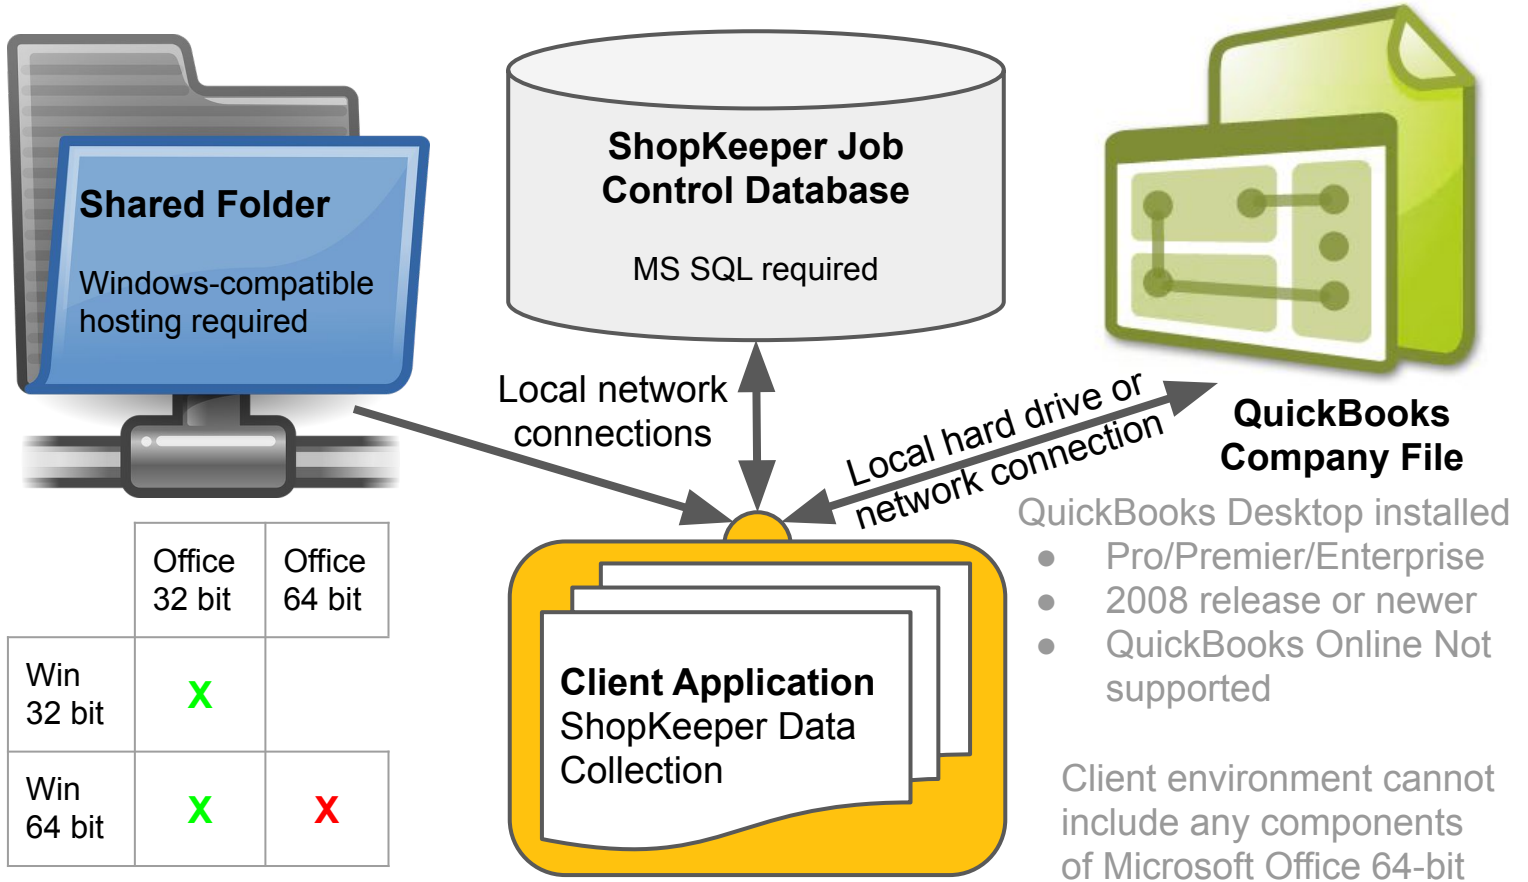 Shared Folder
Windows-compatible
hosting required
ShopKeeper Job
Control Database
MS SQL required
Local network
connections
Local hard drive or
network connection
QuickBooks
Company File
QuickBooks Desktop installed
● Pro/Premier/Enterprise
● 2008 release or newer
● QuickBooks Online Not
supported
Client environment cannot
include any components
of Microsoft Office 64-bit
Client Application
ShopKeeper Data
Collection
Office Office
32 bit 64 bit
Win
32 bit X
Win
64 bit X X